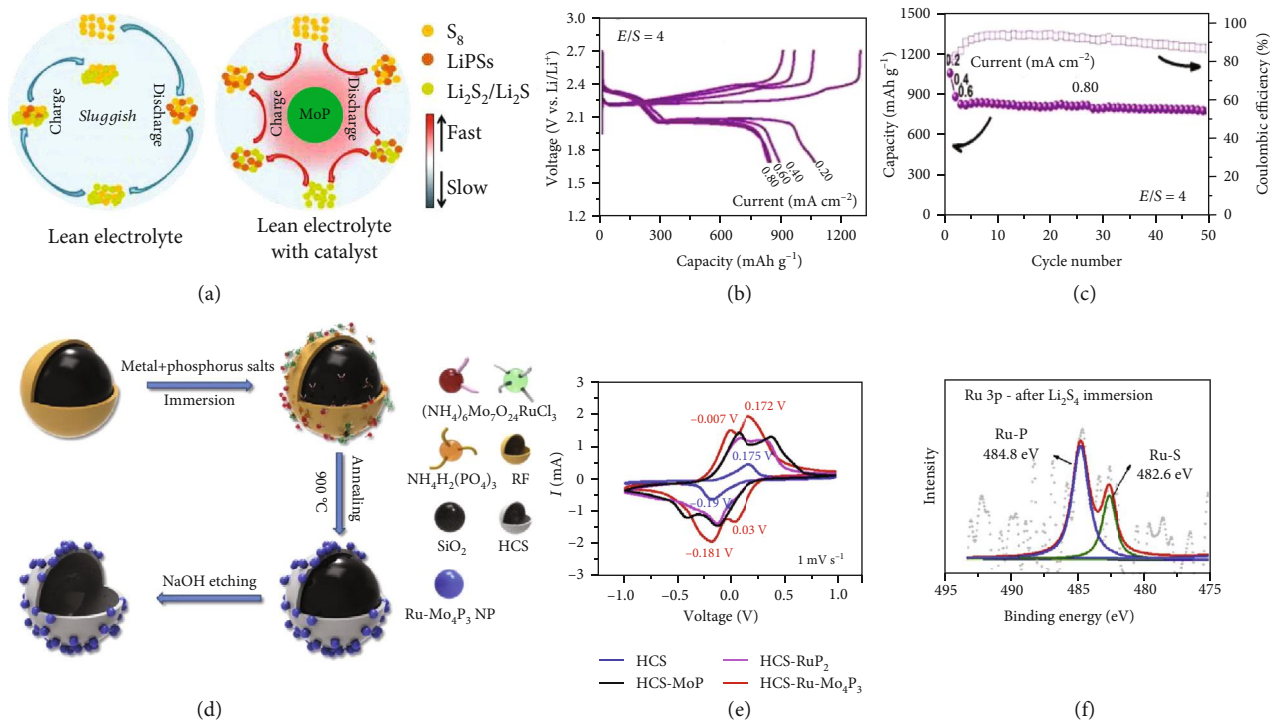 S₈
LiPSs
Li₂S₂/Li₂S
Charge
Sluggish
Discharge
Charge
MoP
Discharge
Fast
Slow
Lean electrolyte
Lean electrolyte
with catalyst
(a)
E/S = 4
Voltage (V vs. Li/Li⁺)
3.0
2.7
2.4
2.1
1.8
1.5
1.2
0.80
0.60
0.40
0.20
Current (mA cm⁻²)
0
300
600
900
1200
Capacity (mAh g⁻¹)
(b)
Capacity (mAh g⁻¹)
1500
1200
900
600
300
0
0.2
0.4
0.6
Current (mA cm⁻²)
0.80
E/S = 4
100
80
60
40
20
0
Coulombic efficiency (%)
0
10
20
30
40
50
Cycle number
(c)
Metal+phosphorus salts
Immersion
Annealing
900 °C
NaOH etching
(NH₄)₆Mo₇O₂₄RuCl₃
NH₄H₂(PO₄)₃
RF
SiO₂
HCS
Ru-Mo₄P₃ NP
(d)
I (mA)
3
2
1
0
−1
−2
−3
−0.007 V
0.172 V
0.175 V
−0.19 V
0.03 V
−0.181 V
1 mV s⁻¹
−1.0
−0.5
0.0
0.5
1.0
Voltage (V)
HCS
HCS-RuP₂
HCS-MoP
HCS-Ru-Mo₄P₃
(e)
Ru 3p - after Li₂S₄ immersion
Intensity
Ru-P
484.8 eV
Ru-S
482.6 eV
495
490
485
480
475
Binding energy (eV)
(f)